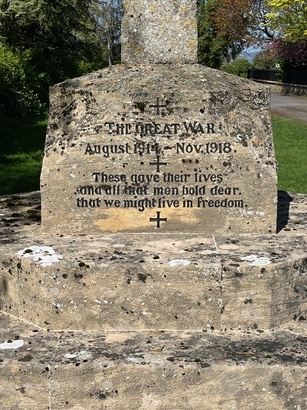 THE GREAT WAR
August 1914 - Nov. 1918.
These gave their lives
and all that men hold dear,
that we might live in freedom.